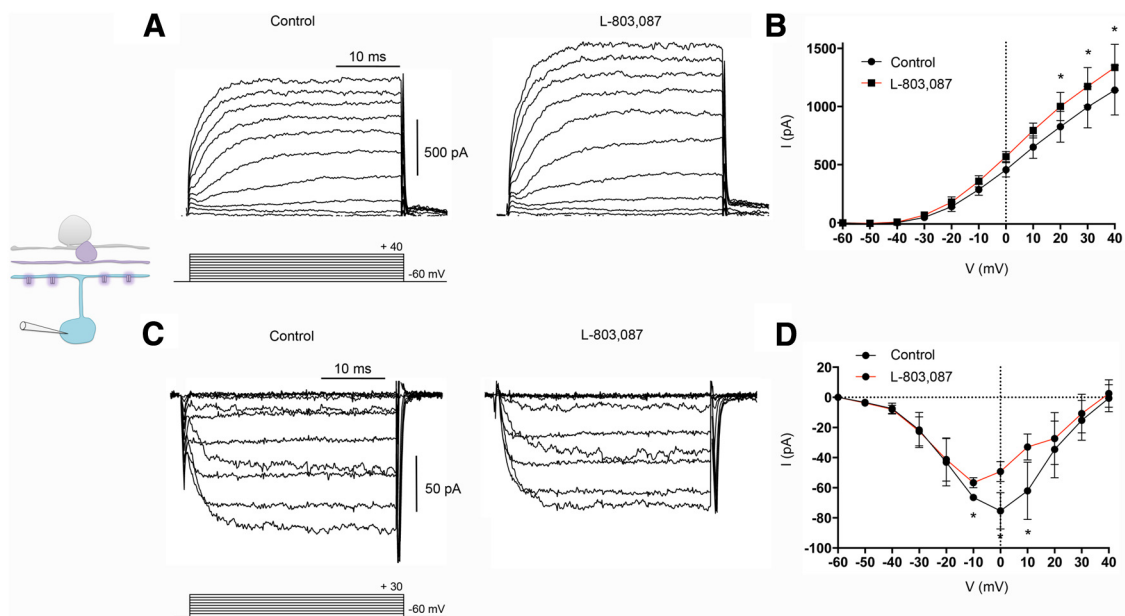 A
Control
L-803,087
10 ms
500 pA
+ 40
-60 mV
B
Control
L-803,087
*
*
*
1500
1000
500
0
I (pA)
-60 -50 -40 -30 -20 -10 0 10 20 30 40
V (mV)
C
Control
L-803,087
10 ms
50 pA
+ 30
-60 mV
D
Control
L-803,087
20
0
-20
-40
-60
-80
-100
I (pA)
*
*
*
-60 -50 -40 -30 -20 -10 0 10 20 30 40
V (mV)